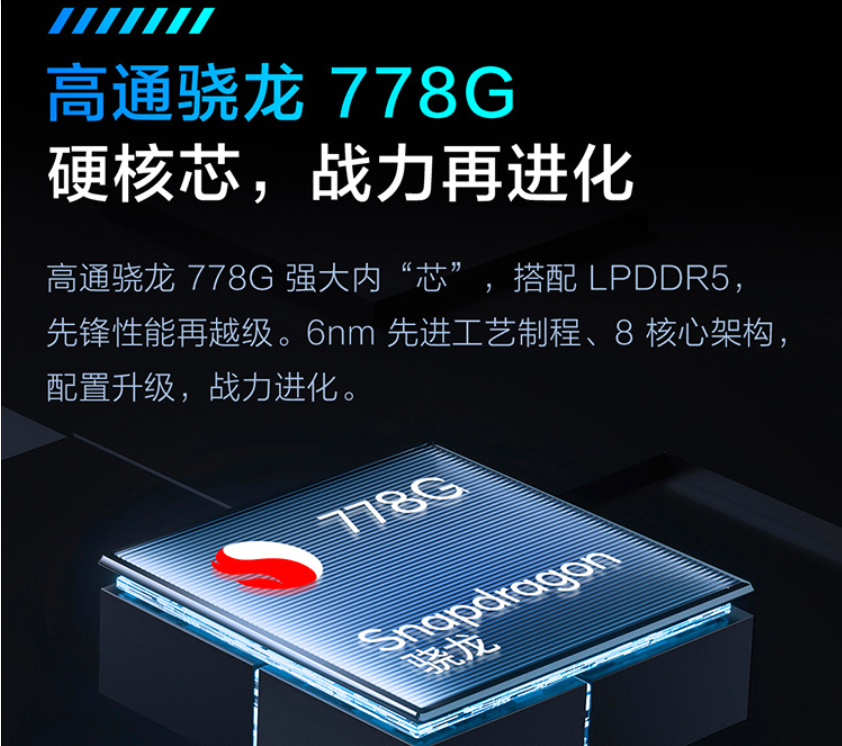 高通骁龙 778G
硬核芯，战力再进化
高通骁龙 778G 强大内“芯”，搭配 LPDDR5，
先锋性能再越级。6nm 先进工艺制程、8 核心架构，
配置升级，战力进化。
778G
Snapdragon
骁龙